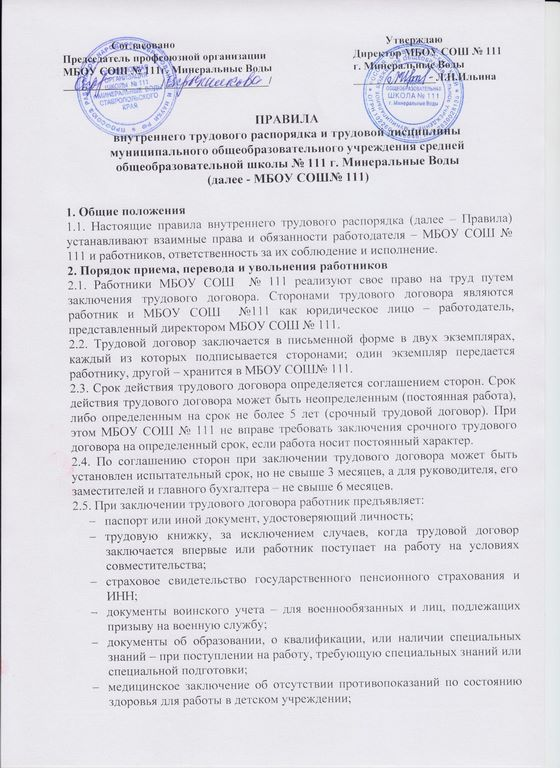 Согласовано
Председатель профсоюзной организации
МБОУ СОШ № 111 г. Минеральные Воды
Утверждаю
Директор МБОУ СОШ № 111
г. Минеральные Воды
Л.Н.Ильина
ПРАВИЛА
внутреннего трудового распорядка и трудовой дисциплины
муниципального общеобразовательного учреждения средней
общеобразовательной школы № 111 г. Минеральные Воды
(далее - МБОУ СОШ№ 111)
1. Общие положения
1.1. Настоящие правила внутреннего трудового распорядка (далее – Правила)
устанавливают взаимные права и обязанности работодателя – МБОУ СОШ №
111 и работников, ответственность за их соблюдение и исполнение.
2. Порядок приема, перевода и увольнения работников
2.1. Работники МБОУ СОШ № 111 реализуют свое право на труд путем
заключения трудового договора. Сторонами трудового договора являются
работник и МБОУ СОШ №111 как юридическое лицо – работодатель,
представленный директором МБОУ СОШ № 111.
2.2. Трудовой договор заключается в письменной форме в двух экземплярах,
каждый из которых подписывается сторонами; один экземпляр передается
работнику, другой – хранится в МБОУ СОШ№ 111.
2.3. Срок действия трудового договора определяется соглашением сторон. Срок
действия трудового договора может быть неопределенным (постоянная работа),
либо определенным на срок не более 5 лет (срочный трудовой договор). При
этом МБОУ СОШ № 111 не вправе требовать заключения срочного трудового
договора на определенный срок, если работа носит постоянный характер.
2.4. По соглашению сторон при заключении трудового договора может быть
установлен испытательный срок, но не свыше 3 месяцев, а для руководителя, его
заместителей и главного бухгалтера – не свыше 6 месяцев.
2.5. При заключении трудового договора работник предъявляет:
– паспорт или иной документ, удостоверяющий личность;
– трудовую книжку, за исключением случаев, когда трудовой договор
заключается впервые или работник поступает на работу на условиях
совместительства;
– страховое свидетельство государственного пенсионного страхования и
ИНН;
– документы воинского учета – для военнообязанных и лиц, подлежащих
призыву на военную службу;
– документы об образовании, о квалификации, или наличии специальных
знаний – при поступлении на работу, требующую специальных знаний или
специальной подготовки;
– медицинское заключение об отсутствии противопоказаний по состоянию
здоровья для работы в детском учреждении;